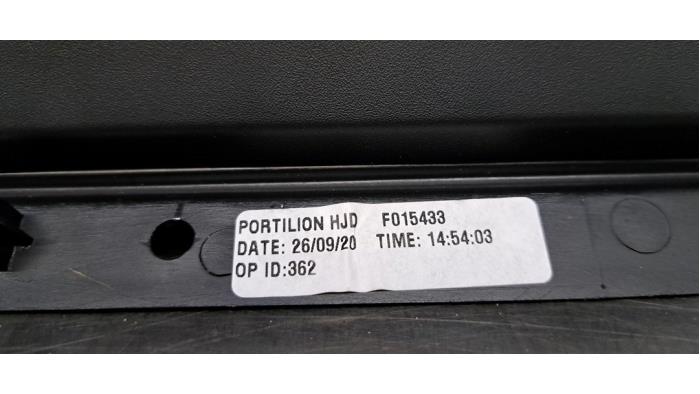 PORTILION HJD F015433
DATE: 26/09/20 TIME: 14:54:03
OP ID:362